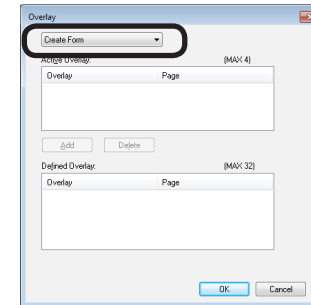 Overlay
Create Form
Active Overlay: (MAX 4)
Overlay Page
Add Delete
Defined Overlay: (MAX 32)
Overlay Page
OK Cancel